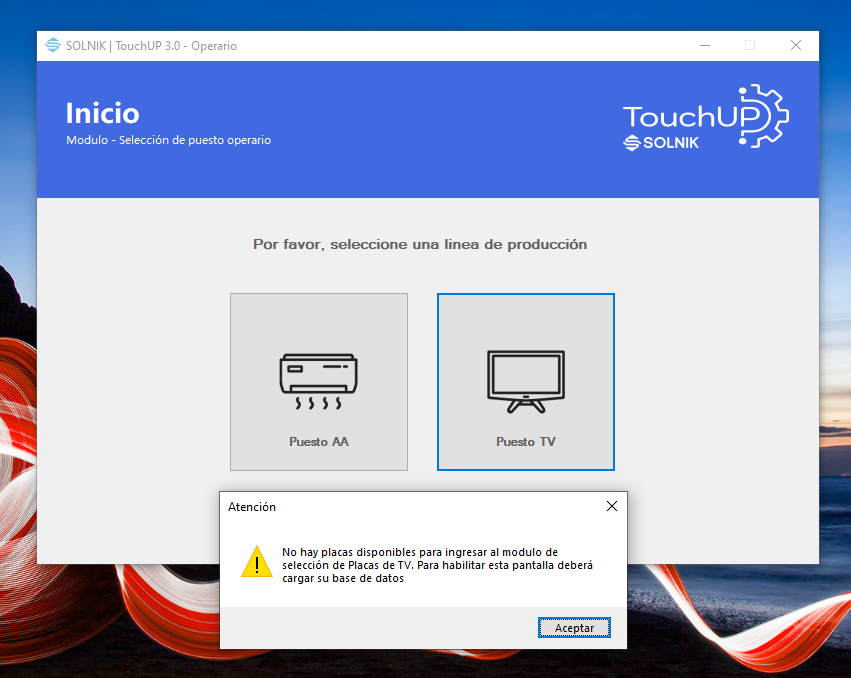 SOLNIK | TouchUP 3.0 - Operario
Inicio
Modulo - Selección de puesto operario
TouchUP
SOLNIK
Por favor, seleccione una linea de producción
Puesto AA
Puesto TV
Atención
No hay placas disponibles para ingresar al modulo de
selección de Placas de TV. Para habilitar esta pantalla deberá
cargar su base de datos
Aceptar